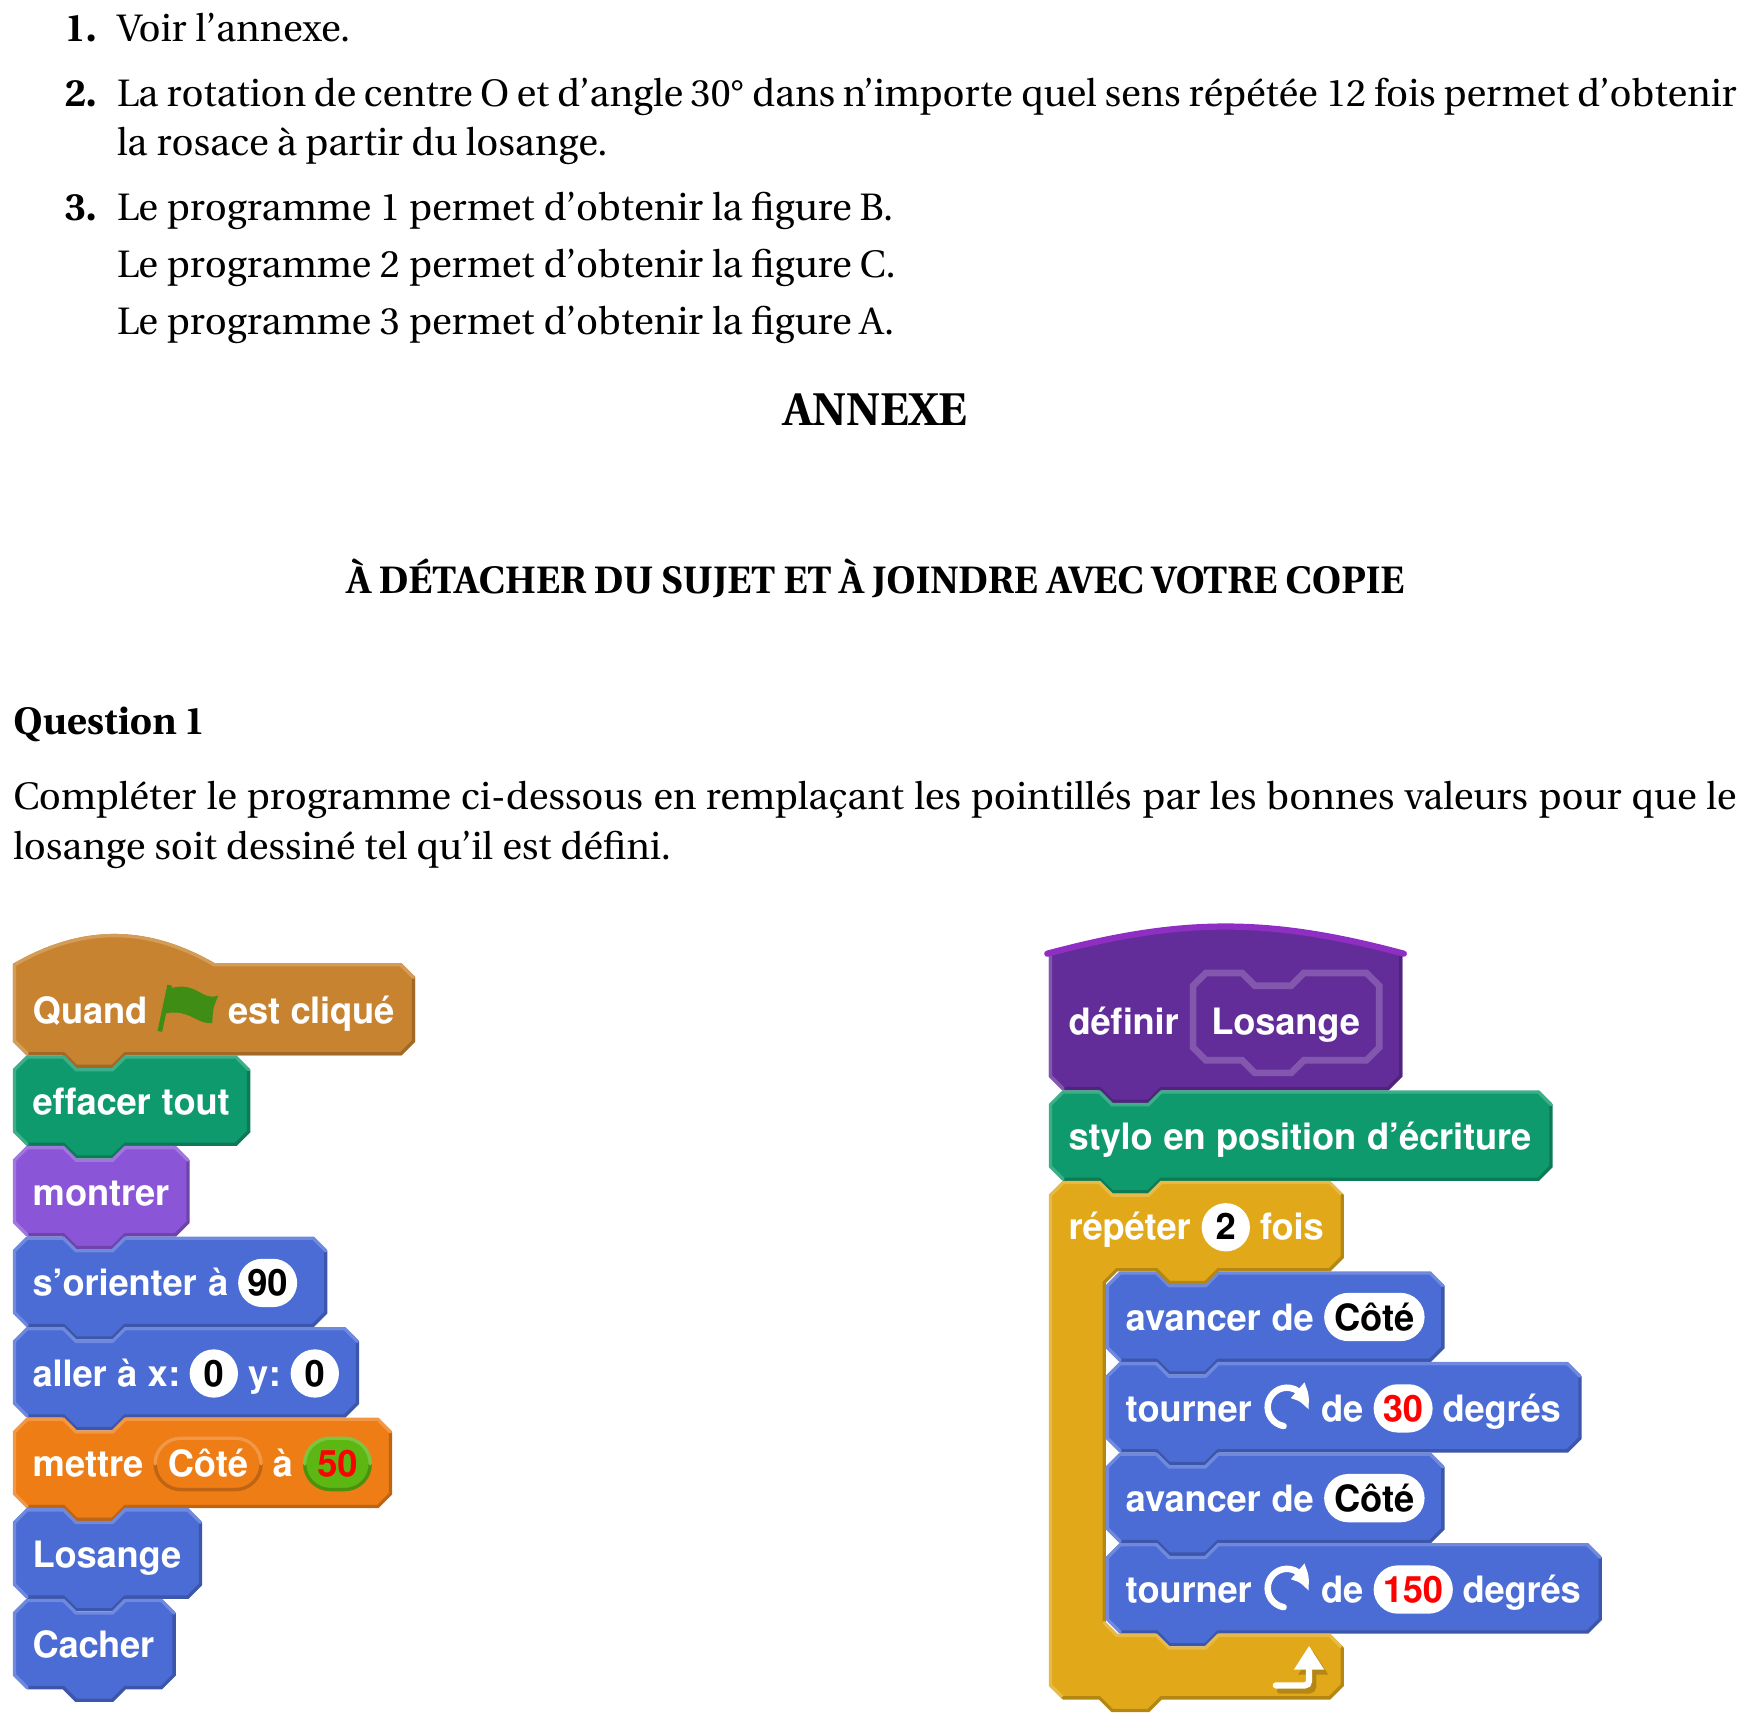 1. Voir l’annexe.
2. La rotation de centre O et d’angle 30° dans n’importe quel sens répétée 12 fois permet d’obtenir
la rosace à partir du losange.
3. Le programme 1 permet d’obtenir la figure B.
Le programme 2 permet d’obtenir la figure C.
Le programme 3 permet d’obtenir la figure A.
ANNEXE
À DÉTACHER DU SUJET ET À JOINDRE AVEC VOTRE COPIE
Question 1
Compléter le programme ci-dessous en remplaçant les pointillés par les bonnes valeurs pour que le
losange soit dessiné tel qu’il est défini.
Quand est cliqué
effacer tout
montrer
s’orienter à 90
aller à x: 0 y: 0
mettre Côté à 50
Losange
Cacher
définir Losange
stylo en position d’écriture
répéter 2 fois
avancer de Côté
tourner de 30 degrés
avancer de Côté
tourner de 150 degrés